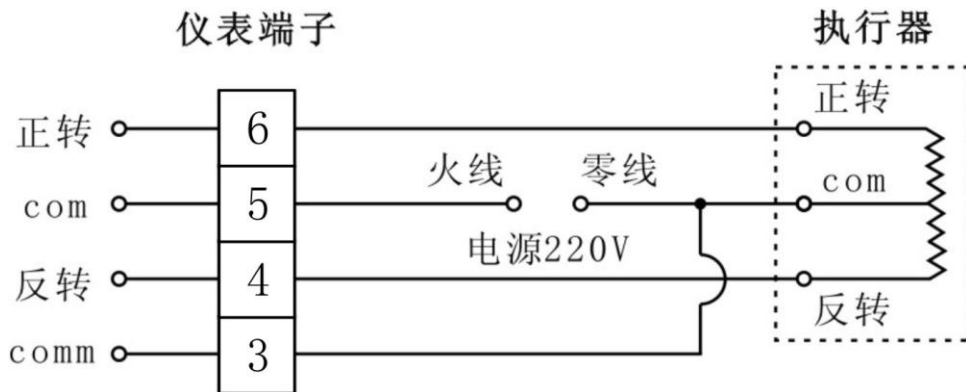 仪表端子
执行器
正转 6 正转
com 5 火线 零线 com
电源220V
反转 4 反转
comm 3